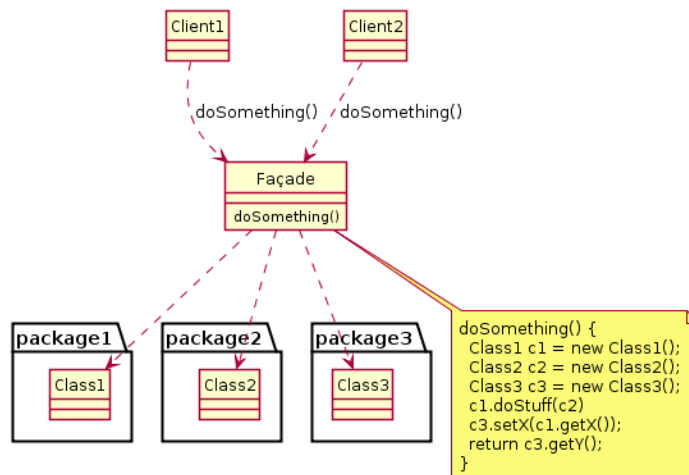 Client1
Client2
doSomething()
doSomething()
Façade
doSomething()
package1
package2
package3
Class1
Class2
Class3
doSomething() {
Class1 c1 = new Class1();
Class2 c2 = new Class2();
Class3 c3 = new Class3();
c1.doStuff(c2)
c3.setX(c1.getX());
return c3.getY();
}